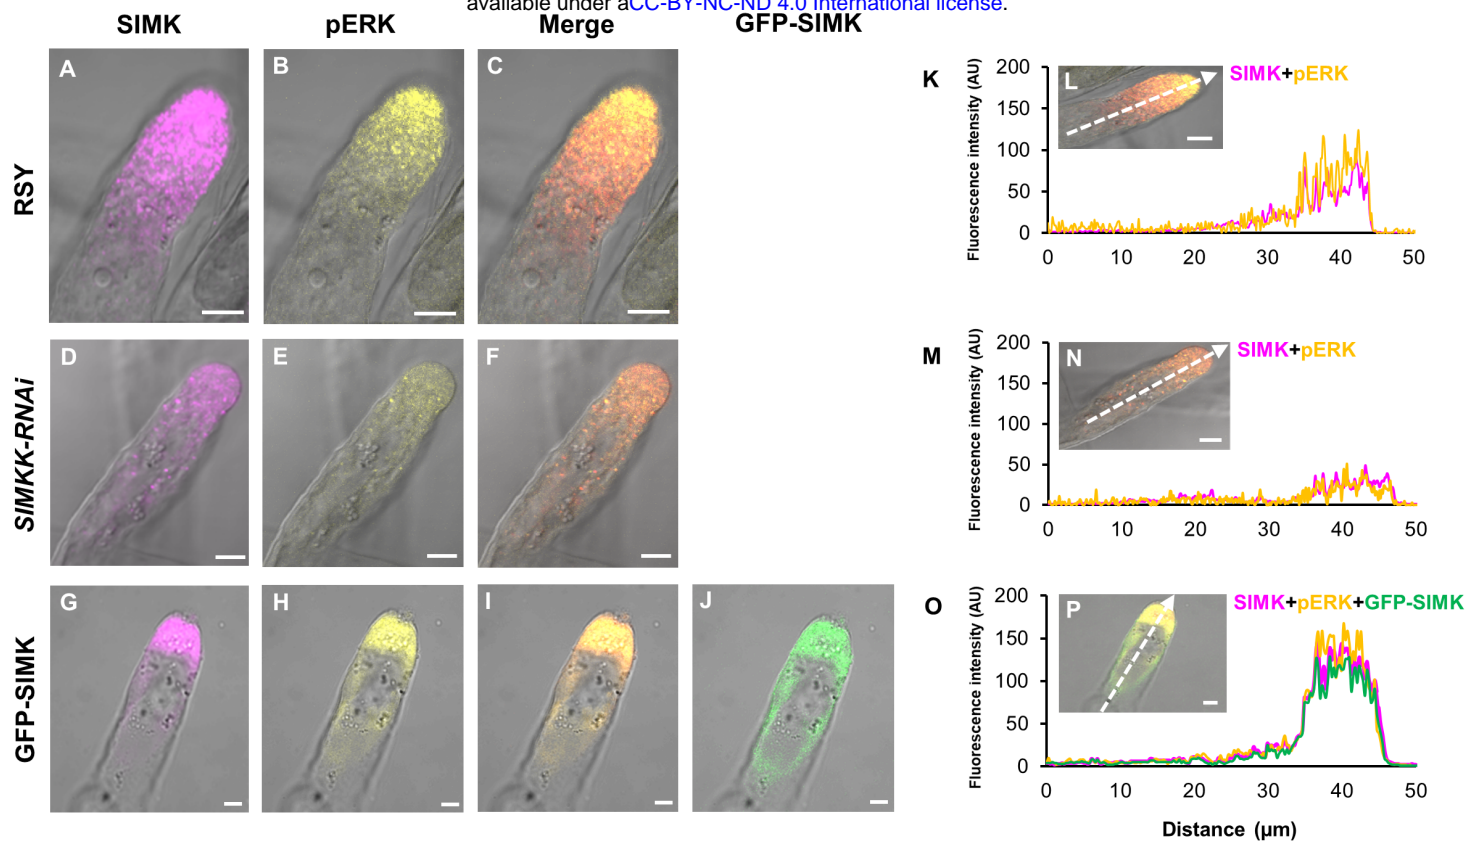 available under aCC-BY-NC-ND 4.0 International license.
SIMK pERK Merge GFP-SIMK
RSY
A B C
SIMKK-RNAi
D E F
GFP-SIMK
G H I J
K
Fluorescence intensity (AU)
200
150
100
50
0
0 10 20 30 40 50
L
SIMK+pERK
M
Fluorescence intensity (AU)
200
150
100
50
0
0 10 20 30 40 50
N
SIMK+pERK
O
Fluorescence intensity (AU)
200
150
100
50
0
0 10 20 30 40 50
P
SIMK+pERK+GFP-SIMK
Distance (μm)